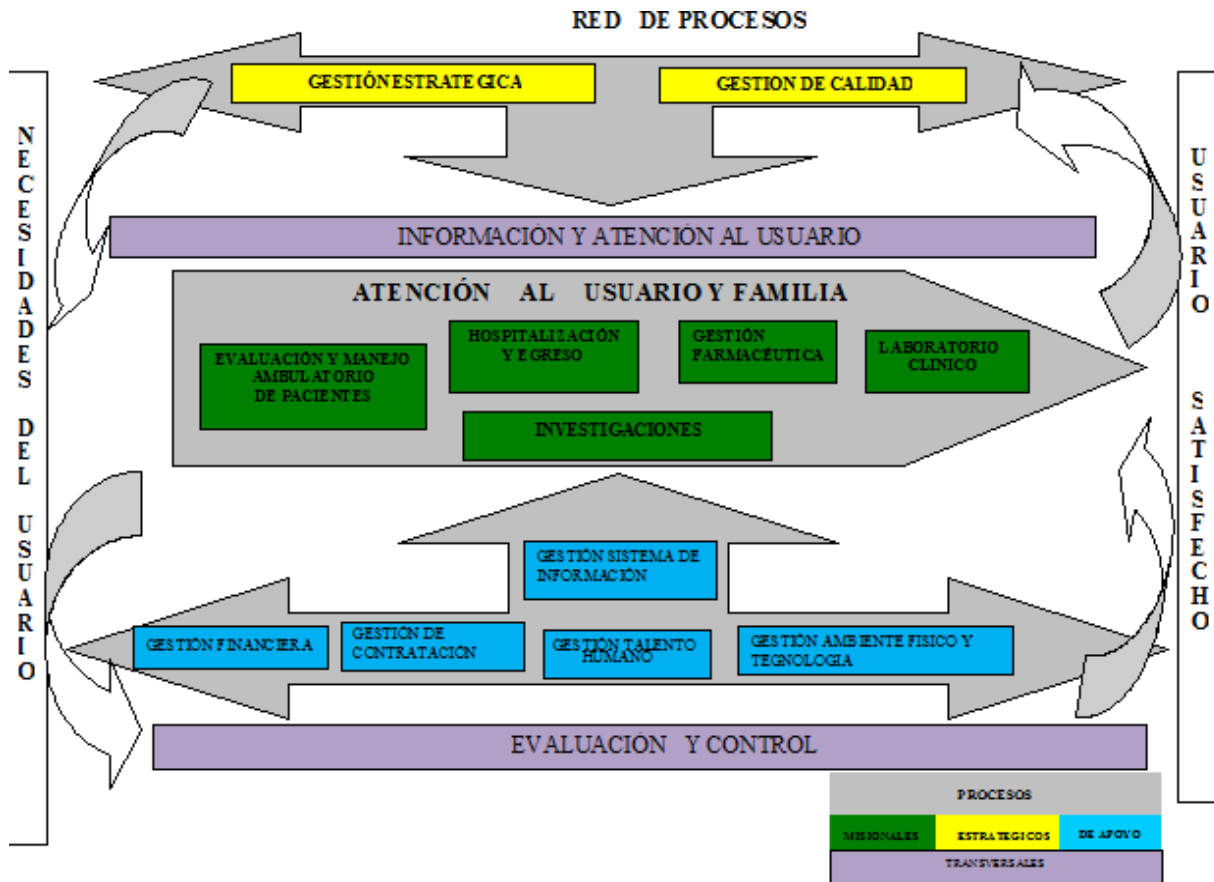 RED DE PROCESOS
GESTIÓN ESTRATEGICA
GESTION DE CALIDAD
NECESIDADES DEL USUARIO
USUARIO SATISFECHO
INFORMACIÓN Y ATENCIÓN AL USUARIO
ATENCIÓN AL USUARIO Y FAMILIA
EVALUACIÓN Y MANEJO
AMBULATORIO
DE PACIENTES
HOSPITALIZACIÓN
Y EGRESO
GESTIÓN
FARMACÉUTICA
LABORATORIO
CLINICO
INVESTIGACIONES
GESTIÓN SISTEMA DE
INFORMACIÓN
GESTIÓN FINANCIERA
GESTIÓN DE
CONTRATACIÓN
GESTIÓN TALENTO
HUMANO
GESTIÓN AMBIENTE FISICO Y
TEGNOLOGIA
EVALUACIÓN Y CONTROL
PROCESOS
MISIONALES
ESTRATEGICOS
DE APOYO
TRANSVERSALES